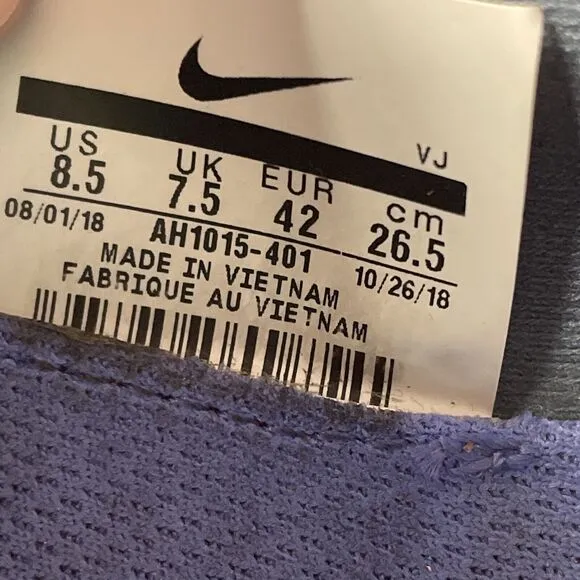 VJ
US UK EUR cm
8.5 7.5 42 26.5
08/01/18 AH1015-401 10/26/18
MADE IN VIETNAM
FABRIQUE AU VIETNAM